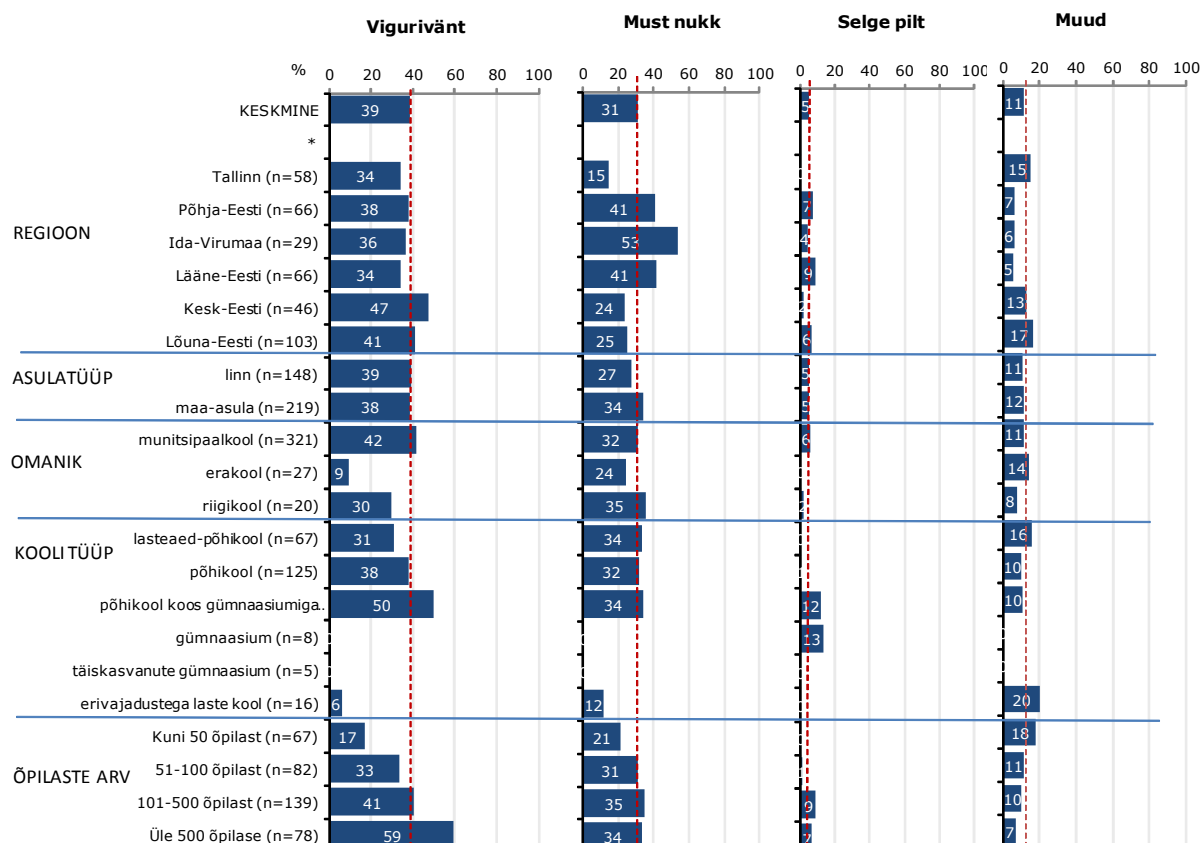 Vigurivänt Must nukk Selge pilt Muud
% 0 20 40 60 80 100 0 20 40 60 80 100 0 20 40 60 80 100 0 20 40 60 80 100
KESKMINE 39 31 5 11
*
Tallinn (n=58) 34 15 15
Põhja-Eesti (n=66) 38 41 7 7
REGIOON
Ida-Virumaa (n=29) 36 53 4 6
Lääne-Eesti (n=66) 34 41 9 5
Kesk-Eesti (n=46) 47 24 2 13
Lõuna-Eesti (n=103) 41 25 6 17
ASULATÜÜP
linn (n=148) 39 27 5 11
maa-asula (n=219) 38 34 5 12
munitsipaalkool (n=321) 42 32 6 11
OMANIK
erakool (n=27) 9 24 14
riigikool (n=20) 30 35 8
KOOLI TÜÜP
lasteaed-põhikool (n=67) 31 34 16
põhikool (n=125) 38 32 10
põhikool koos gümnaasiumiga.. 50 34 12 10
gümnaasium (n=8) 13
täiskasvanute gümnaasium (n=5)
erivajadustega laste kool (n=16) 6 12 20
Kuni 50 õpilast (n=67) 17 21 18
ÕPILASTE ARV
51-100 õpilast (n=82) 33 31 11
101-500 õpilast (n=139) 41 35 9 10
Üle 500 õpilase (n=78) 59 34 7 7